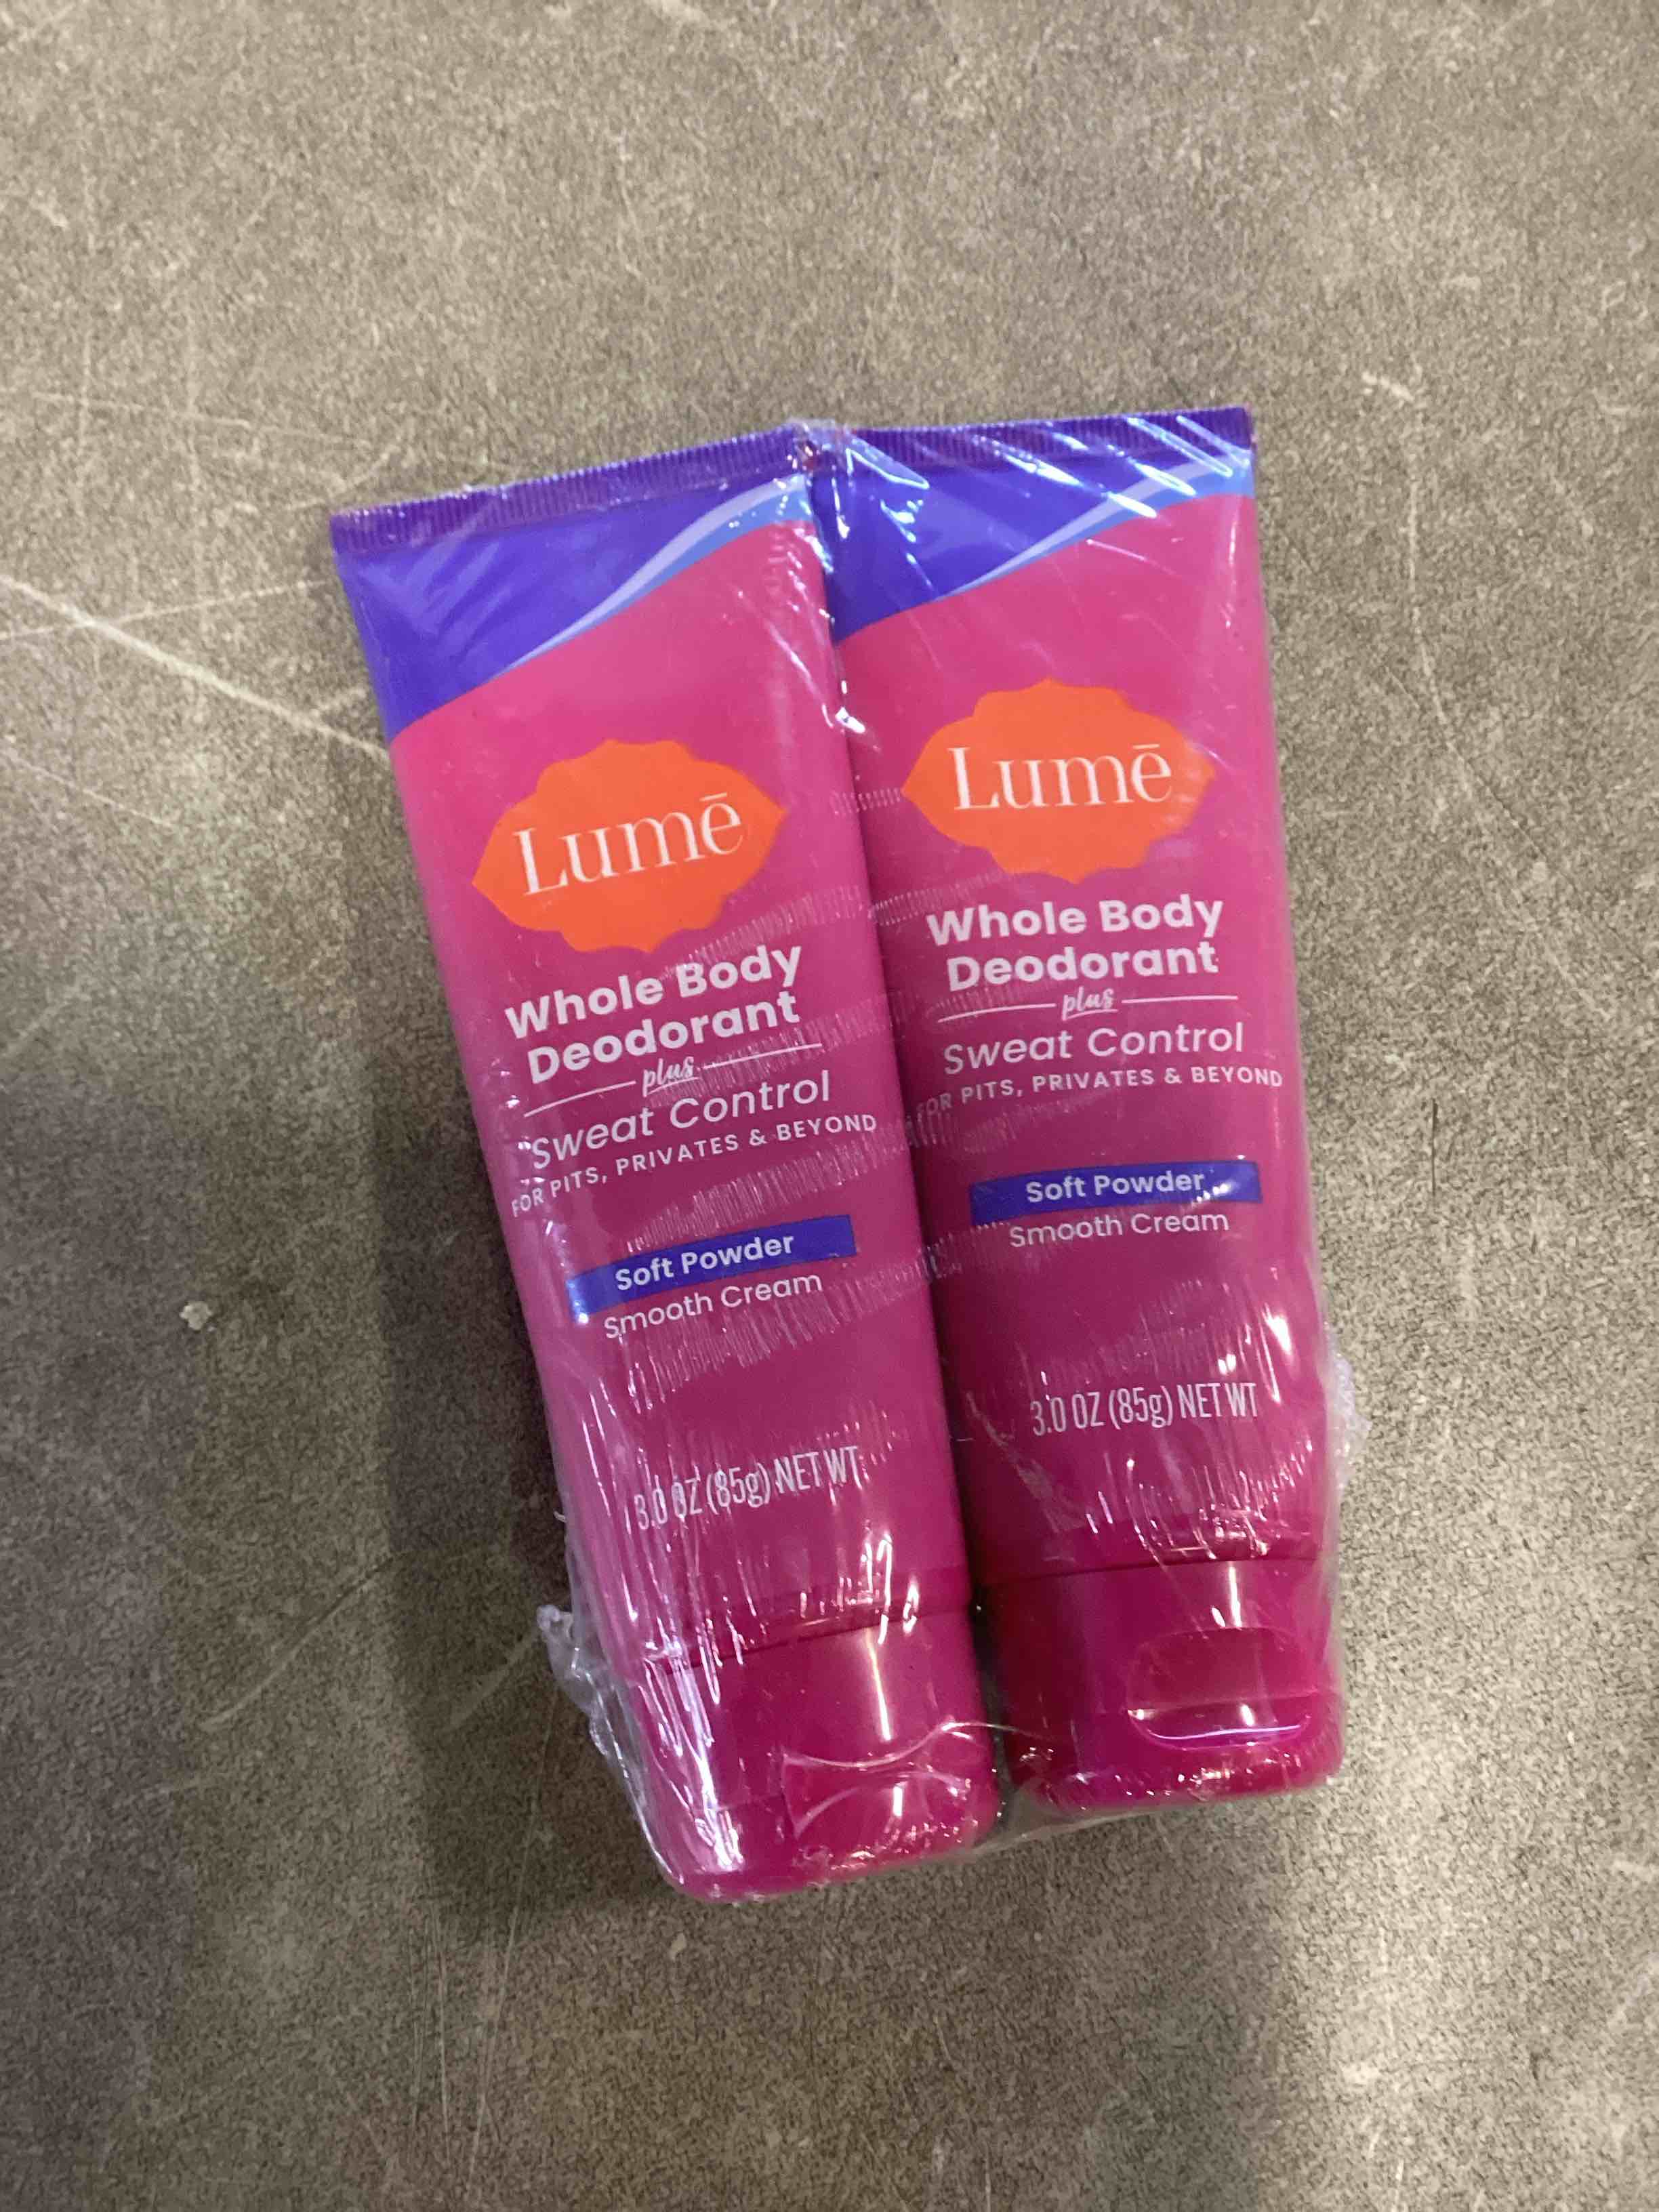 Lumē
Whole Body
Deodorant
plus
Sweat Control
FOR PITS, PRIVATES & BEYOND
Soft Powder
Smooth Cream
3.0 OZ (85g) NET WT
Lumē
Whole Body
Deodorant
plus
Sweat Control
FOR PITS, PRIVATES & BEYOND
Soft Powder
Smooth Cream
3.0 OZ (85g) NET WT